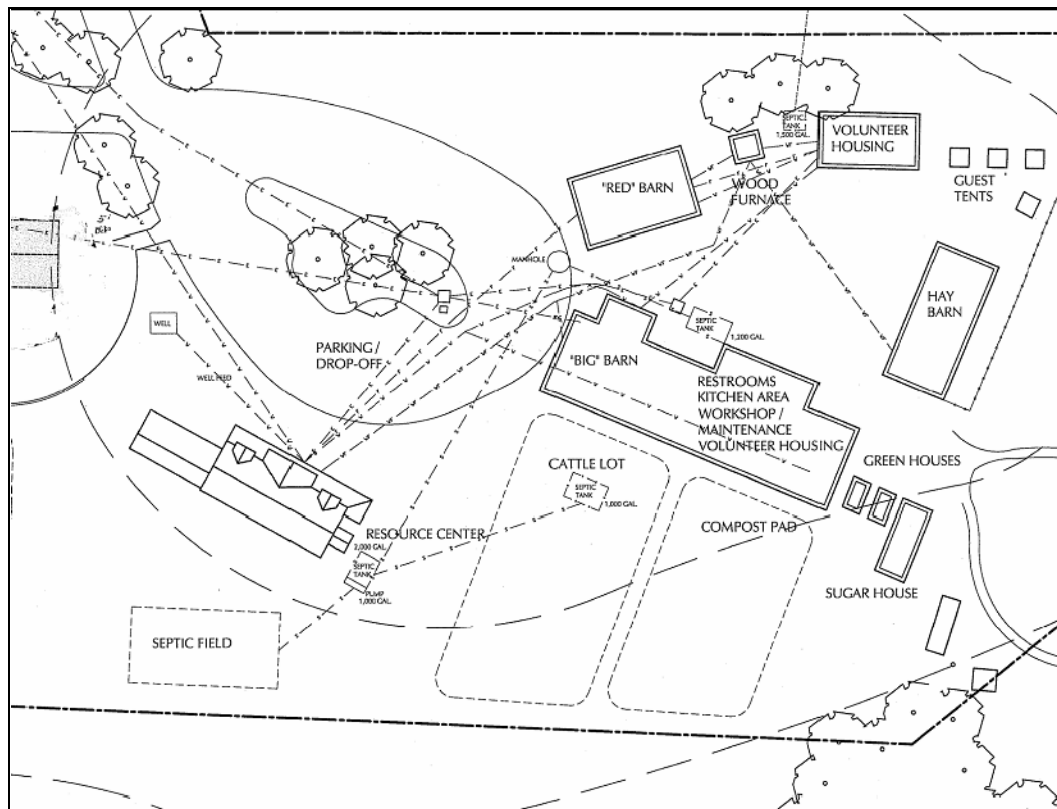 SEPTIC
TANK
1,500 GAL.
VOLUNTEER
HOUSING
"RED" BARN
WOOD
FURNACE
GUEST
TENTS
MANHOLE
HAY
BARN
WELL
SEPTIC
TANK
1,200 GAL.
PARKING /
DROP-OFF
"BIG" BARN
WELL FEED
RESTROOMS
KITCHEN AREA
WORKSHOP /
MAINTENANCE
VOLUNTEER HOUSING
GREEN HOUSES
CATTLE LOT
SEPTIC
TANK
1,000 GAL.
RESOURCE CENTER
COMPOST PAD
2,000 GAL.
SEPTIC
TANK
PUMP
1,000 GAL.
SUGAR HOUSE
SEPTIC FIELD